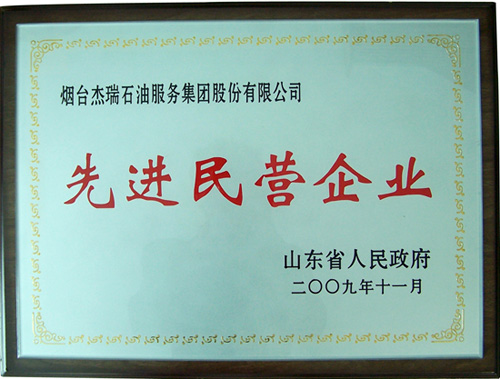 烟台杰瑞石油服务集团股份有限公司
先进民营企业
山东省人民政府
二〇〇九年十一月